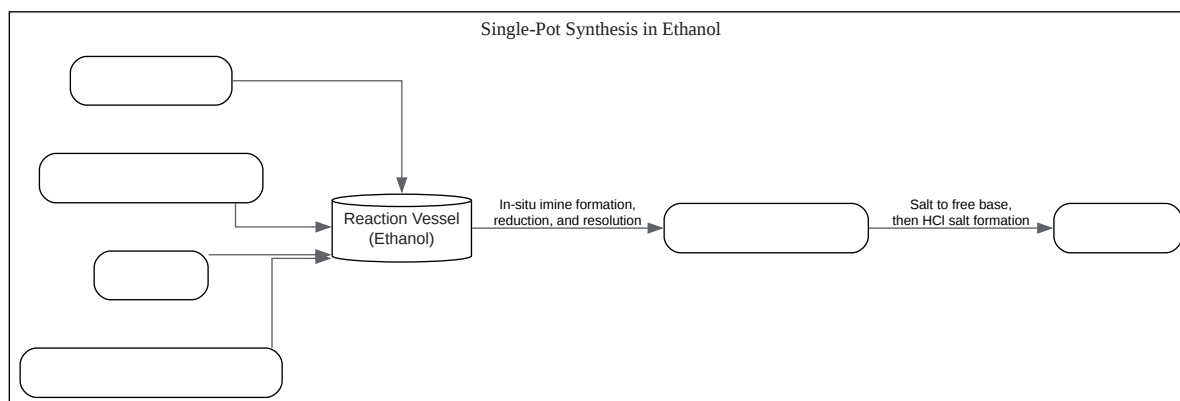 Single-Pot Synthesis in Ethanol
Reaction Vessel
(Ethanol)
In-situ imine formation,
reduction, and resolution
Salt to free base,
then HCl salt formation